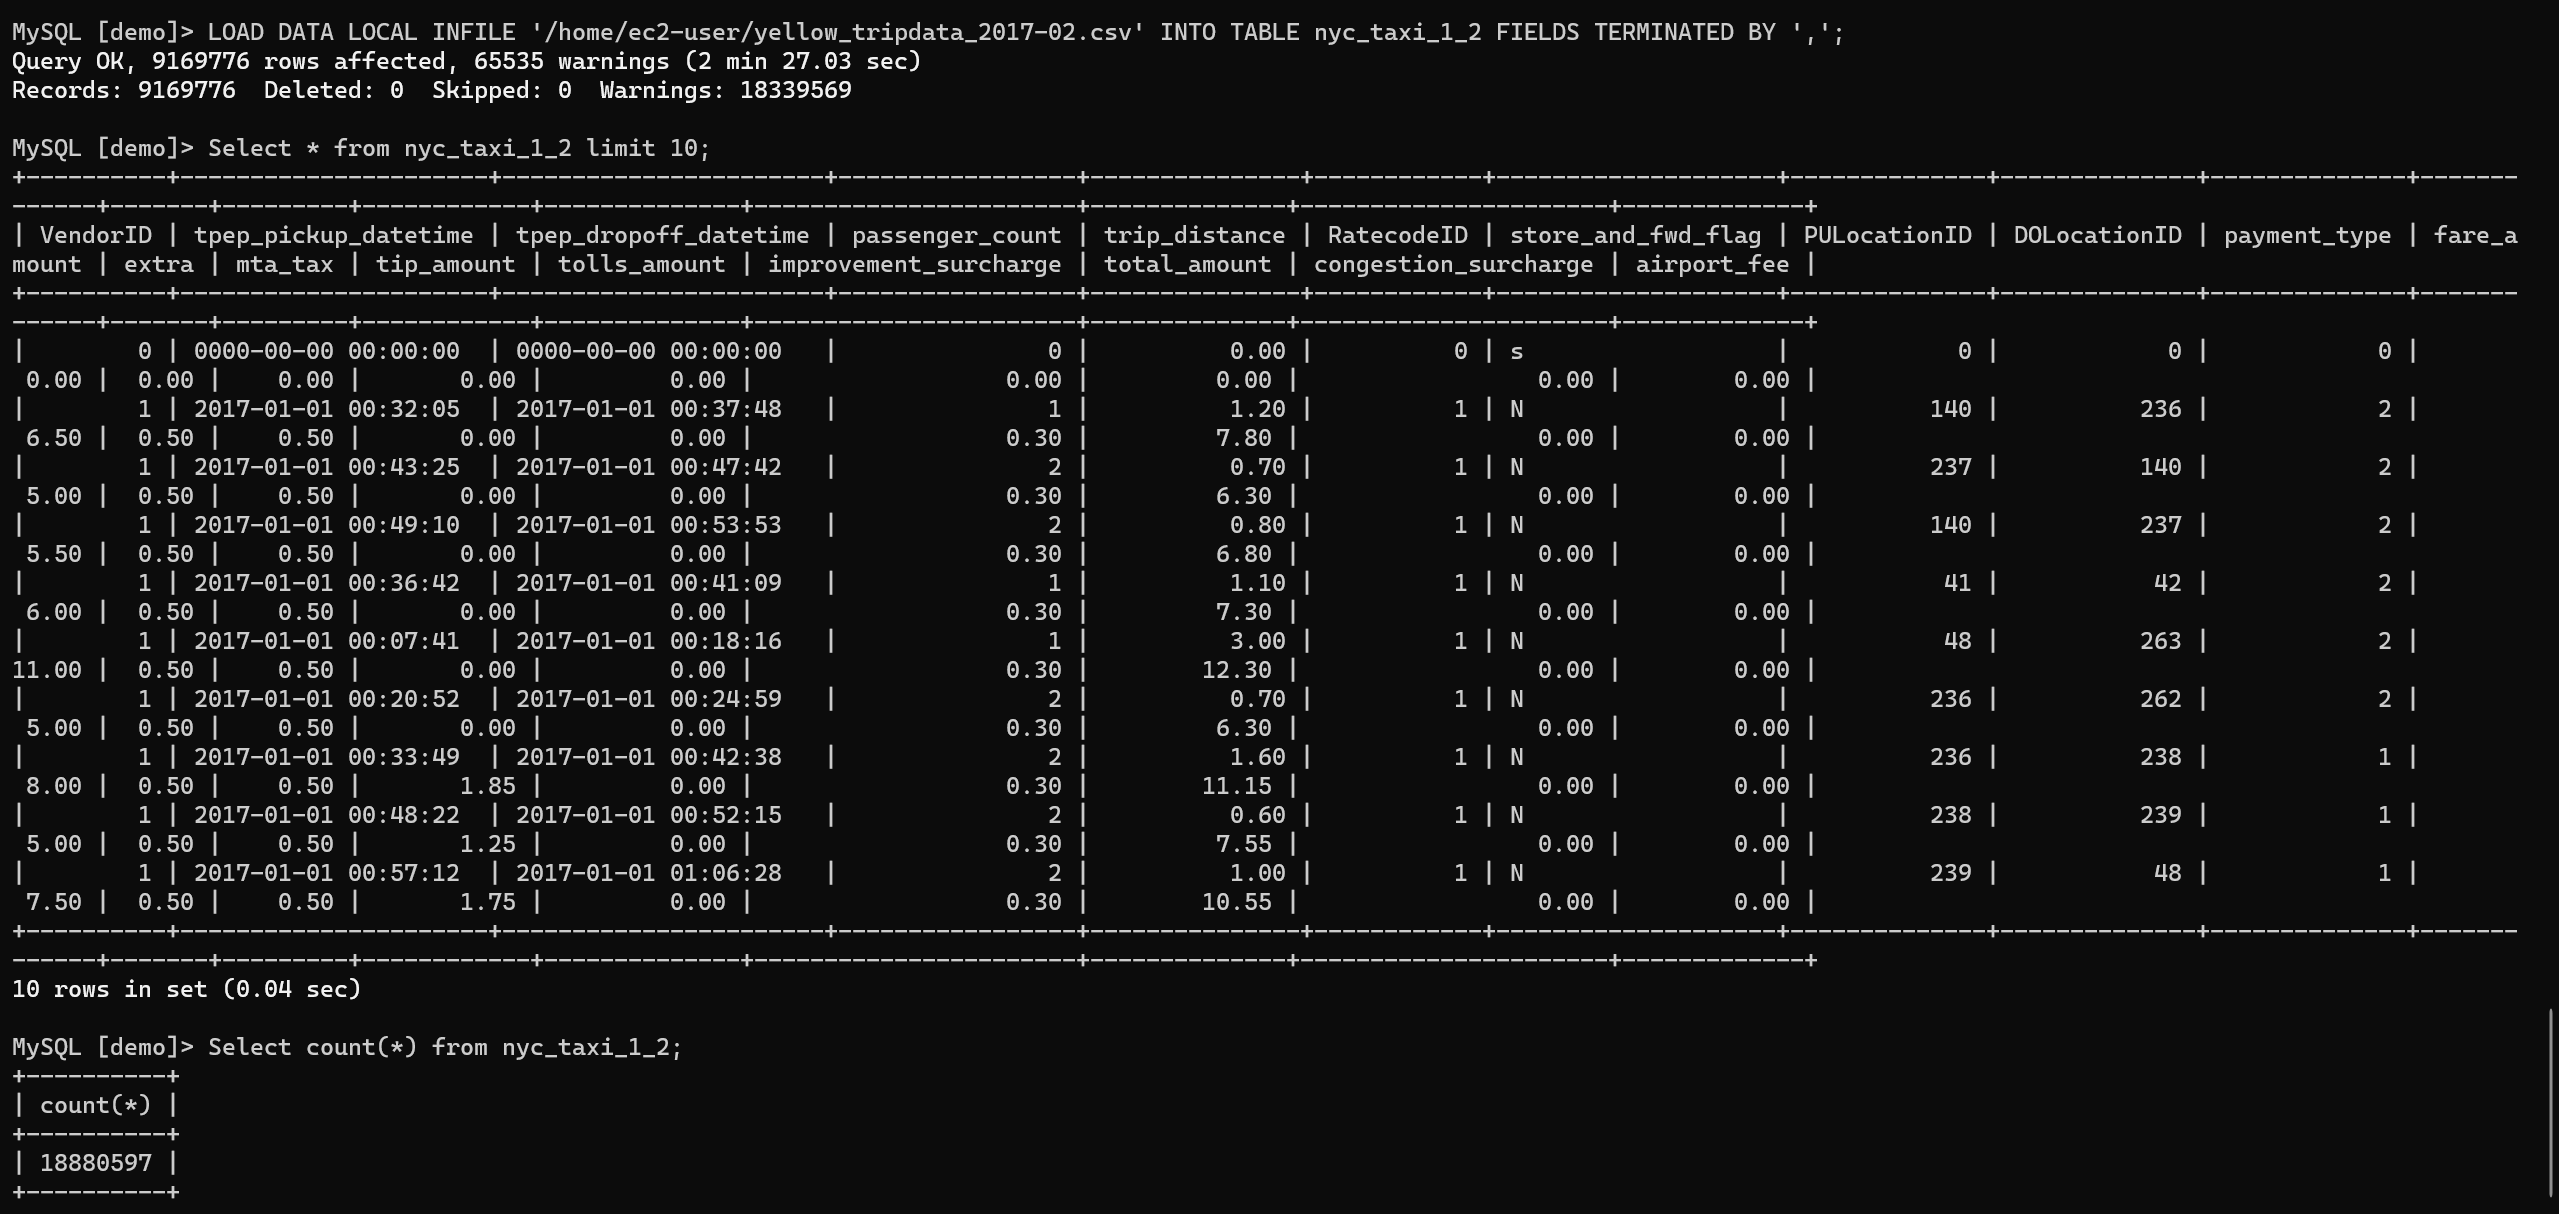 MySQL [demo]> LOAD DATA LOCAL INFILE '/home/ec2-user/yellow_tripdata_2017-02.csv' INTO TABLE nyc_taxi_1_2 FIELDS TERMINATED BY ',';
Query OK, 9169776 rows affected, 65535 warnings (2 min 27.03 sec)
Records: 9169776  Deleted: 0  Skipped: 0  Warnings: 18339569

MySQL [demo]> Select * from nyc_taxi_1_2 limit 10;
+----------+----------------------+-----------------------+-----------------+---------------+------------+--------------------+--------------+--------------+--------------+-------
------+-------+---------+------------+--------------+-----------------------+--------------+----------------------+-------------+
| VendorID | tpep_pickup_datetime | tpep_dropoff_datetime | passenger_count | trip_distance | RatecodeID | store_and_fwd_flag | PULocationID | DOLocationID | payment_type | fare_a
mount | extra | mta_tax | tip_amount | tolls_amount | improvement_surcharge | total_amount | congestion_surcharge | airport_fee |
+----------+----------------------+-----------------------+-----------------+---------------+------------+--------------------+--------------+--------------+--------------+-------
------+-------+---------+------------+--------------+-----------------------+--------------+----------------------+-------------+
|        0 | 0000-00-00 00:00:00  | 0000-00-00 00:00:00   |               0 |          0.00 |          0 | s                  |            0 |            0 |            0 |
 0.00 |  0.00 |    0.00 |       0.00 |         0.00 |                  0.00 |         0.00 |                 0.00 |        0.00 |
|        1 | 2017-01-01 00:32:05  | 2017-01-01 00:37:48   |               1 |          1.20 |          1 | N                  |          140 |          236 |            2 |
 6.50 |  0.50 |    0.50 |       0.00 |         0.00 |                  0.30 |         7.80 |                 0.00 |        0.00 |
|        1 | 2017-01-01 00:43:25  | 2017-01-01 00:47:42   |               2 |          0.70 |          1 | N                  |          237 |          140 |            2 |
 5.00 |  0.50 |    0.50 |       0.00 |         0.00 |                  0.30 |         6.30 |                 0.00 |        0.00 |
|        1 | 2017-01-01 00:49:10  | 2017-01-01 00:53:53   |               2 |          0.80 |          1 | N                  |          140 |          237 |            2 |
 5.50 |  0.50 |    0.50 |       0.00 |         0.00 |                  0.30 |         6.80 |                 0.00 |        0.00 |
|        1 | 2017-01-01 00:36:42  | 2017-01-01 00:41:09   |               1 |          1.10 |          1 | N                  |           41 |           42 |            2 |
 6.00 |  0.50 |    0.50 |       0.00 |         0.00 |                  0.30 |         7.30 |                 0.00 |        0.00 |
|        1 | 2017-01-01 00:07:41  | 2017-01-01 00:18:16   |               1 |          3.00 |          1 | N                  |           48 |          263 |            2 |
11.00 |  0.50 |    0.50 |       0.00 |         0.00 |                  0.30 |        12.30 |                 0.00 |        0.00 |
|        1 | 2017-01-01 00:20:52  | 2017-01-01 00:24:59   |               2 |          0.70 |          1 | N                  |          236 |          262 |            2 |
 5.00 |  0.50 |    0.50 |       0.00 |         0.00 |                  0.30 |         6.30 |                 0.00 |        0.00 |
|        1 | 2017-01-01 00:33:49  | 2017-01-01 00:42:38   |               2 |          1.60 |          1 | N                  |          236 |          238 |            1 |
 8.00 |  0.50 |    0.50 |       1.85 |         0.00 |                  0.30 |        11.15 |                 0.00 |        0.00 |
|        1 | 2017-01-01 00:48:22  | 2017-01-01 00:52:15   |               2 |          0.60 |          1 | N                  |          238 |          239 |            1 |
 5.00 |  0.50 |    0.50 |       1.25 |         0.00 |                  0.30 |         7.55 |                 0.00 |        0.00 |
|        1 | 2017-01-01 00:57:12  | 2017-01-01 01:06:28   |               2 |          1.00 |          1 | N                  |          239 |           48 |            1 |
 7.50 |  0.50 |    0.50 |       1.75 |         0.00 |                  0.30 |        10.55 |                 0.00 |        0.00 |
+----------+----------------------+-----------------------+-----------------+---------------+------------+--------------------+--------------+--------------+--------------+-------
------+-------+---------+------------+--------------+-----------------------+--------------+----------------------+-------------+
10 rows in set (0.04 sec)

MySQL [demo]> Select count(*) from nyc_taxi_1_2;
+----------+
| count(*) |
+----------+
| 18880597 |
+----------+